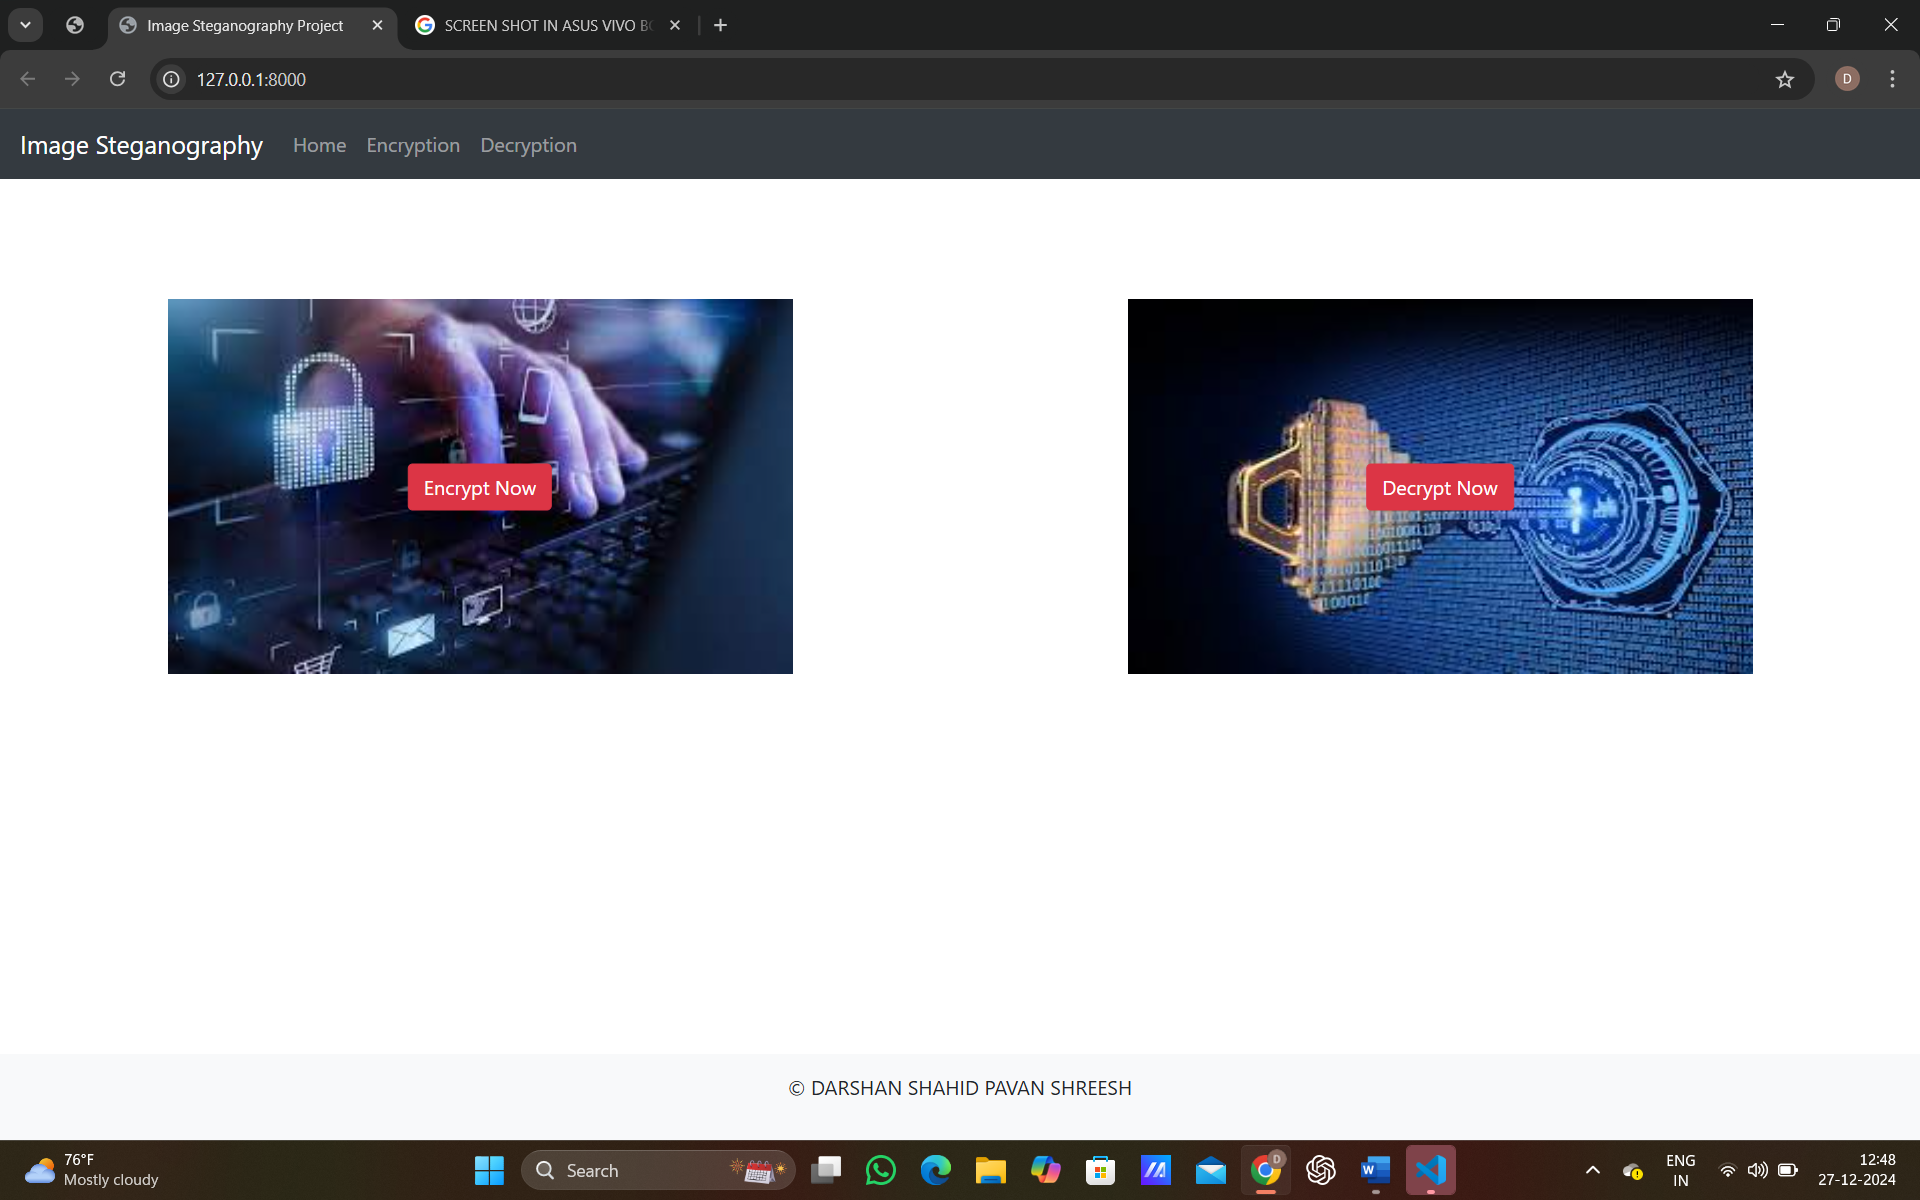 Image Steganography Project
SCREEN SHOT IN ASUS VIVO
127.0.0.1:8000
D
Image Steganography
Home
Encryption
Decryption
Encrypt Now
Decrypt Now
© DARSHAN SHAHID PAVAN SHREESH
76°F
Mostly cloudy
Search
D
ENG
IN
12:48
27-12-2024